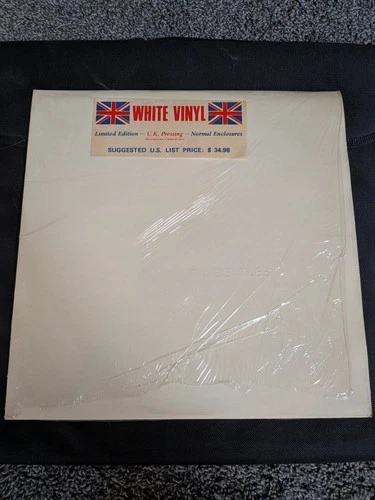 WHITE VINYL
Limited Edition — U.K. Pressing — Normal Enclosures
SUGGESTED U.S. LIST PRICE: $ 34.98